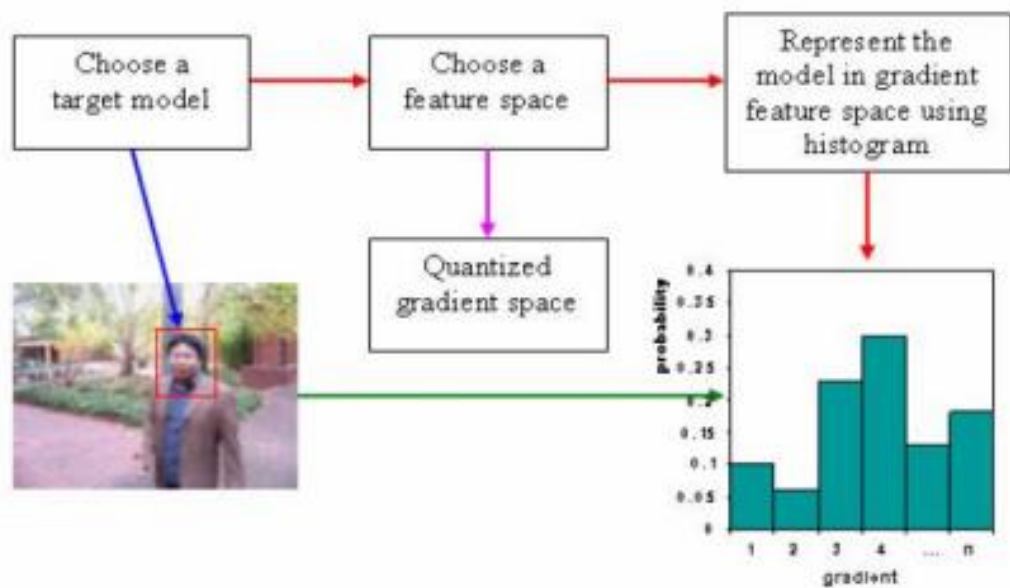 Choose a
target model
Choose a
feature space
Represent the
model in gradient
feature space using
histogram
Quantized
gradient space
probability
0.4
0.35
0.3
0.25
0.2
0.15
0.1
0.05
0
1 2 3 4 ... n
gradient